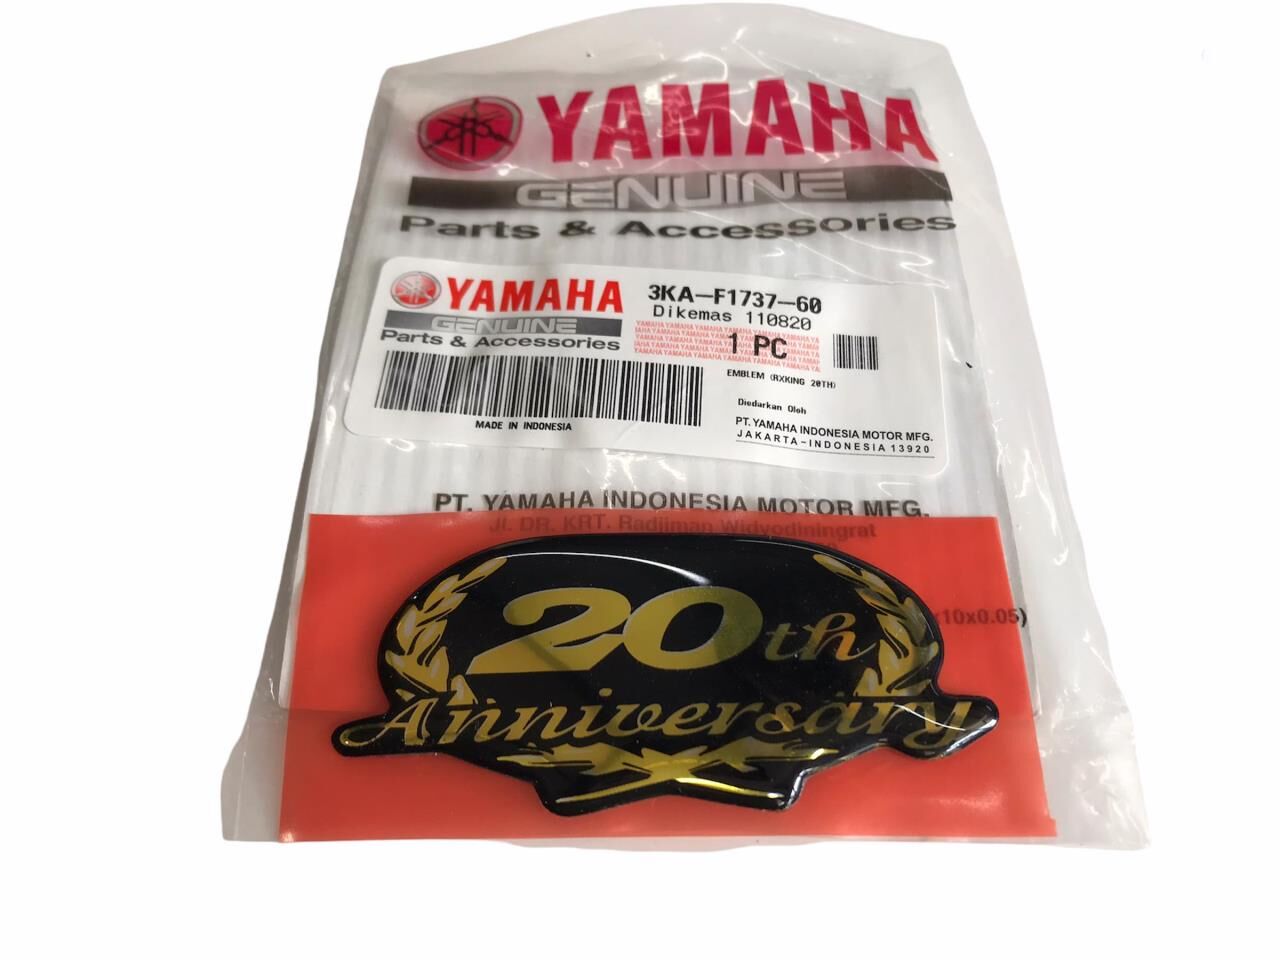 YAMAHA
GENUINE
Parts & Accessories
YAMAHA
GENUINE
Parts & Accessories
3KA-F1737-60
Dikemas 110820
1 PC
EMBLEM (RXKING 20TH)
MADE IN INDONESIA
Diedarkan Oleh
PT. YAMAHA INDONESIA MOTOR MFG.
JAKARTA-INDONESIA 13920
PT. YAMAHA INDONESIA MOTOR MFG.
Jl. DR. KRT. Radjiman Widyodiningrat
x10x0.05)
20th
Anniversary